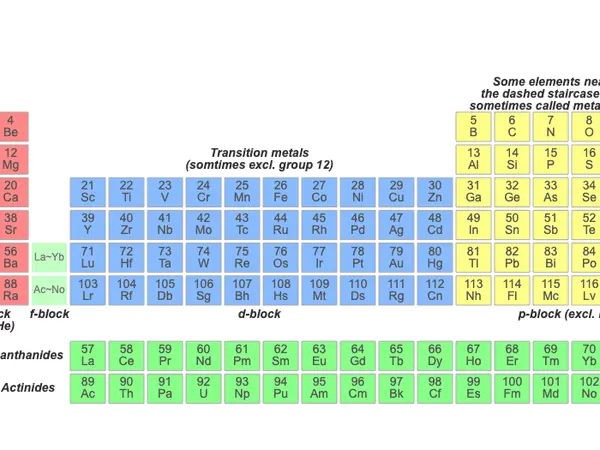 Some elements nea
the dashed staircase
sometimes called meta
4 5 6 7 8
Be B C N O
12 Transition metals 13 14 15 16
Mg (somtimes excl. group 12) Al Si P S
20 21 22 23 24 25 26 27 28 29 30 31 32 33 34
Ca Sc Ti V Cr Mn Fe Co Ni Cu Zn Ga Ge As Se
38 39 40 41 42 43 44 45 46 47 48 49 50 51 52
Sr Y Zr Nb Mo Tc Ru Rh Pd Ag Cd In Sn Sb Te
56 71 72 73 74 75 76 77 78 79 80 81 82 83 84
Ba La~Yb Lu Hf Ta W Re Os Ir Pt Au Hg Tl Pb Bi Po
88 103 104 105 106 107 108 109 110 111 112 113 114 115 116
Ra Ac~No Lr Rf Db Sg Bh Hs Mt Ds Rg Cn Nh Fl Mc Lv
ck f-block d-block p-block (excl.
He)
57 58 59 60 61 62 63 64 65 66 67 68 69 70
anthanides La Ce Pr Nd Pm Sm Eu Gd Tb Dy Ho Er Tm Yb
89 90 91 92 93 94 95 96 97 98 99 100 101 102
Actinides Ac Th Pa U Np Pu Am Cm Bk Cf Es Fm Md No